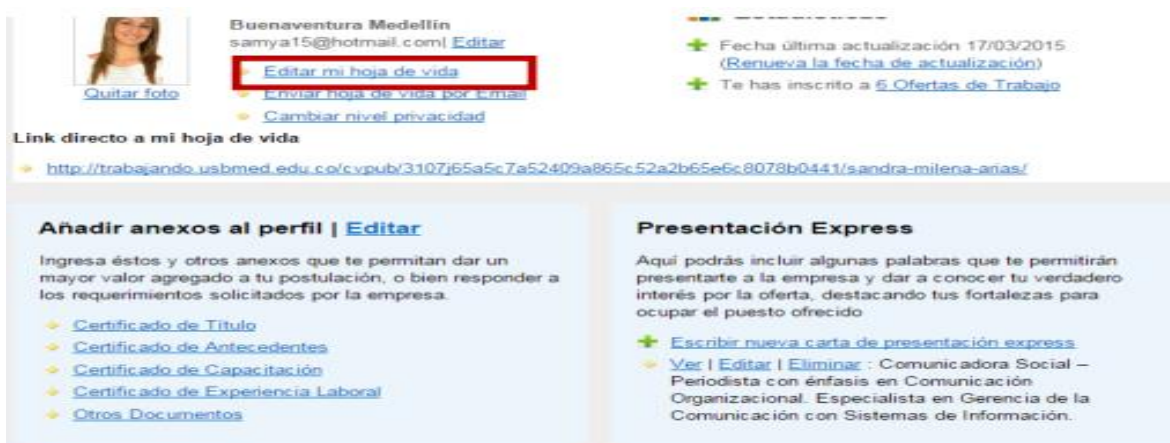 Buenaventura Medellín
samya15@hotmail.com| Editar
Editar mi hoja de vida
Enviar hoja de vida por Email
Cambiar nivel privacidad
Quitar foto
Fecha última actualización 17/03/2015
(Renueva la fecha de actualización)
Te has inscrito a 6 Ofertas de Trabajo
Link directo a mi hoja de vida
http://trabajando.usbmed.edu.co/cvpub/3107j65a5c7a52409a865c52a2b65e6c8078b0441/sandra-milena-arias/
Añadir anexos al perfil | Editar
Ingresa éstos y otros anexos que te permitan dar un
mayor valor agregado a tu postulación, o bien responder a
los requerimientos solicitados por la empresa.
Certificado de Título
Certificado de Antecedentes
Certificado de Capacitación
Certificado de Experiencia Laboral
Otros Documentos
Presentación Express
Aquí podrás incluir algunas palabras que te permitirán
presentarte a la empresa y dar a conocer tu verdadero
interés por la oferta, destacando tus fortalezas para
ocupar el puesto ofrecido
Escribir nueva carta de presentación express
Ver | Editar | Eliminar : Comunicadora Social –
Periodista con énfasis en Comunicación
Organizacional. Especialista en Gerencia de la
Comunicación con Sistemas de Información.